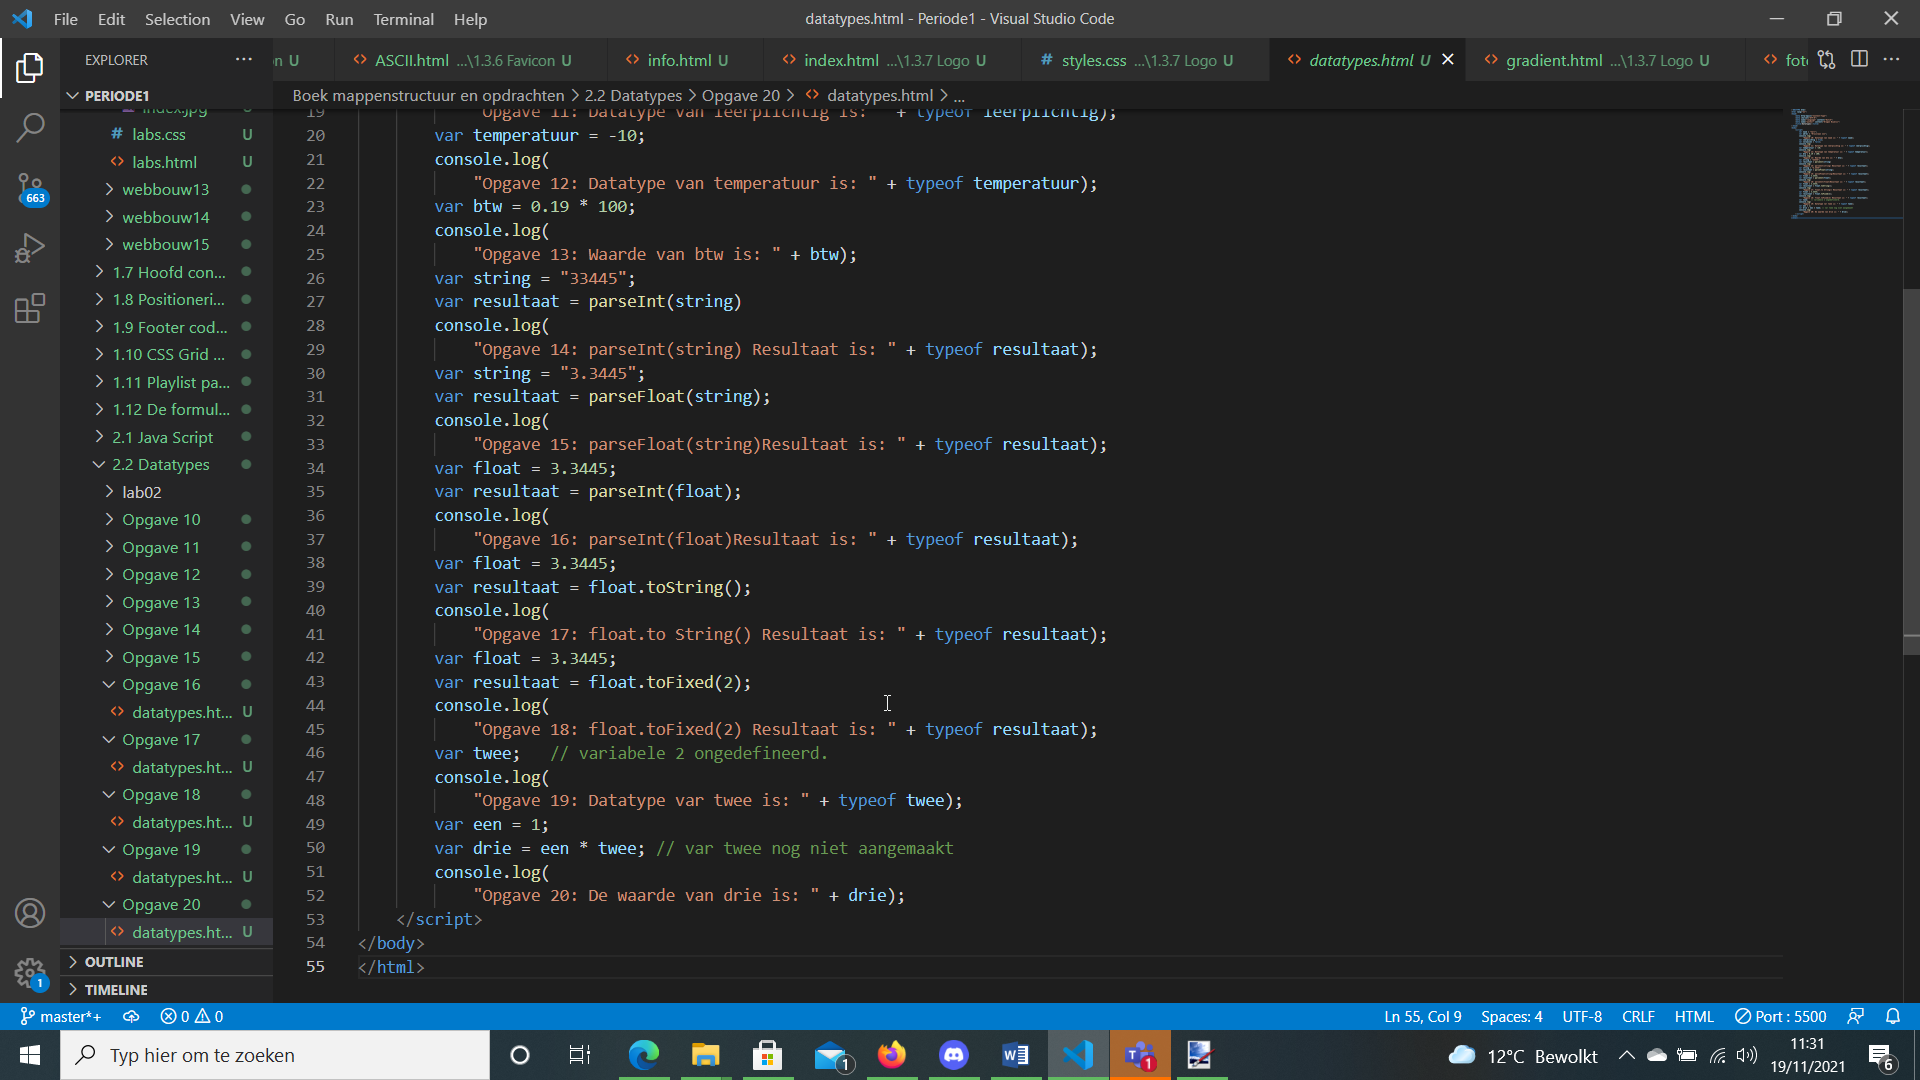 File Edit Selection View Go Run Terminal Help
datatypes.html - Periode1 - Visual Studio Code
EXPLORER
U
ASCII.html ...\1.3.6 Favicon U
info.html U
index.html ...\1.3.7 Logo U
styles.css ...\1.3.7 Logo U
datatypes.html U
gradient.html ...\1.3.7 Logo U
PERIODE1
Boek mappenstructuur en opdrachten > 2.2 Datatypes > Opgave 20 > datatypes.html > ...
index.jpg
labs.css U
labs.html U
webbouw13
webbouw14
webbouw15
1.7 Hoofd con...
1.8 Positioneri...
1.9 Footer cod...
1.10 CSS Grid ...
1.11 Playlist pa...
1.12 De formul...
2.1 Java Script
2.2 Datatypes
lab02
Opgave 10
Opgave 11
Opgave 12
Opgave 13
Opgave 14
Opgave 15
Opgave 16
datatypes.ht... U
Opgave 17
datatypes.ht... U
Opgave 18
datatypes.ht... U
Opgave 19
datatypes.ht... U
Opgave 20
datatypes.ht... U
OUTLINE
TIMELINE
663
1
19 "Opgave 11: Datatype van leerplichtig is: " + typeof leerplichtig);
20 var temperatuur = -10;
21 console.log(
22 "Opgave 12: Datatype van temperatuur is: " + typeof temperatuur);
23 var btw = 0.19 * 100;
24 console.log(
25 "Opgave 13: Waarde van btw is: " + btw);
26 var string = "33445";
27 var resultaat = parseInt(string)
28 console.log(
29 "Opgave 14: parseInt(string) Resultaat is: " + typeof resultaat);
30 var string = "3.3445";
31 var resultaat = parseFloat(string);
32 console.log(
33 "Opgave 15: parseFloat(string)Resultaat is: " + typeof resultaat);
34 var float = 3.3445;
35 var resultaat = parseInt(float);
36 console.log(
37 "Opgave 16: parseInt(float)Resultaat is: " + typeof resultaat);
38 var float = 3.3445;
39 var resultaat = float.toString();
40 console.log(
41 "Opgave 17: float.to String() Resultaat is: " + typeof resultaat);
42 var float = 3.3445;
43 var resultaat = float.toFixed(2);
44 console.log(
45 "Opgave 18: float.toFixed(2) Resultaat is: " + typeof resultaat);
46 var twee; // variabele 2 ongedefineerd.
47 console.log(
48 "Opgave 19: Datatype var twee is: " + typeof twee);
49 var een = 1;
50 var drie = een * twee; // var twee nog niet aangemaakt
51 console.log(
52 "Opgave 20: De waarde van drie is: " + drie);
53 </script>
54 </body>
55 </html>
master*+ 0 0
Ln 55, Col 9 Spaces: 4 UTF-8 CRLF HTML Port : 5500
Typ hier om te zoeken
1
1
12°C Bewolkt
11:31
19/11/2021
6